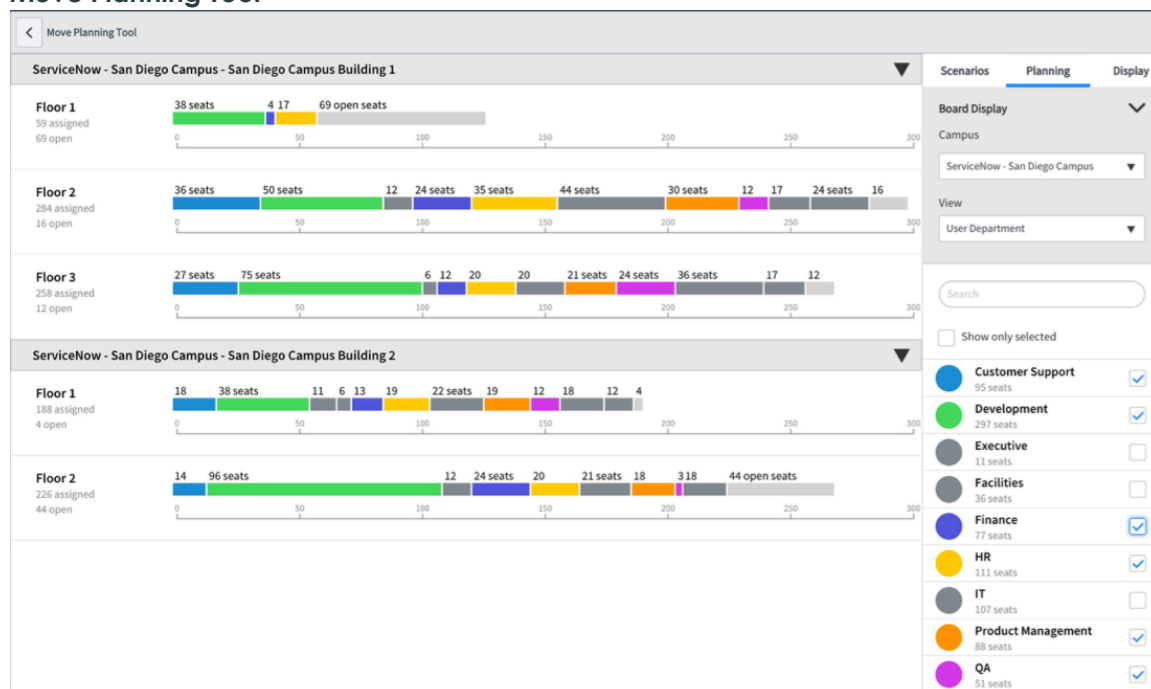 Move Planning Tool
Move Planning Tool
ServiceNow - San Diego Campus - San Diego Campus Building 1
Floor 1
59 assigned
69 open
38 seats 4 17 69 open seats
0 50 100 150 200 250 300
Floor 2
284 assigned
16 open
36 seats 50 seats 12 24 seats 35 seats 44 seats 30 seats 12 17 24 seats 16
0 50 100 150 200 250 300
Floor 3
258 assigned
12 open
27 seats 75 seats 6 12 20 20 21 seats 24 seats 36 seats 17 12
0 50 100 150 200 250 300
ServiceNow - San Diego Campus - San Diego Campus Building 2
Floor 1
188 assigned
4 open
18 38 seats 11 6 13 19 22 seats 19 12 18 12 4
0 50 100 150 200 250 300
Floor 2
226 assigned
44 open
14 96 seats 12 24 seats 20 21 seats 18 3 18 44 open seats
0 50 100 150 200 250 300
Scenarios Planning Display
Board Display
Campus
ServiceNow - San Diego Campus
View
User Department
Search
Show only selected
Customer Support
95 seats
Development
297 seats
Executive
11 seats
Facilities
36 seats
Finance
77 seats
HR
111 seats
IT
107 seats
Product Management
88 seats
QA
51 seats